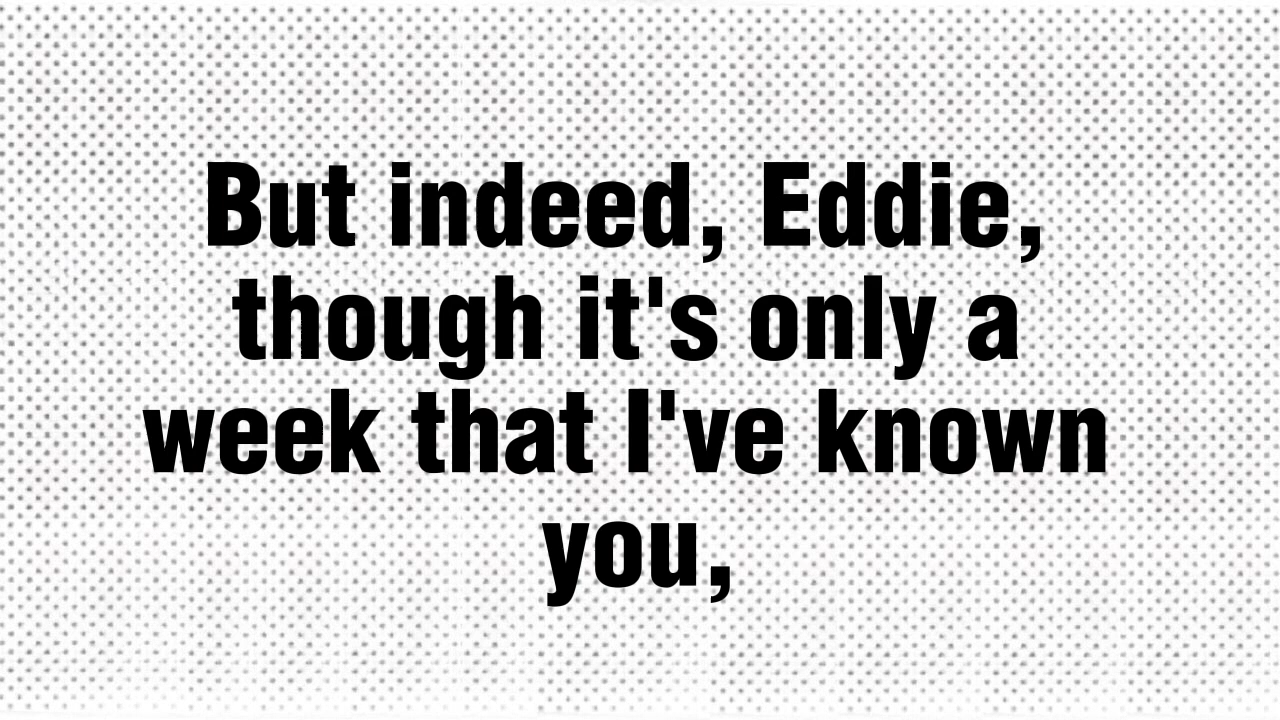 But indeed, Eddie,
though it's only a
week that I've known
you,